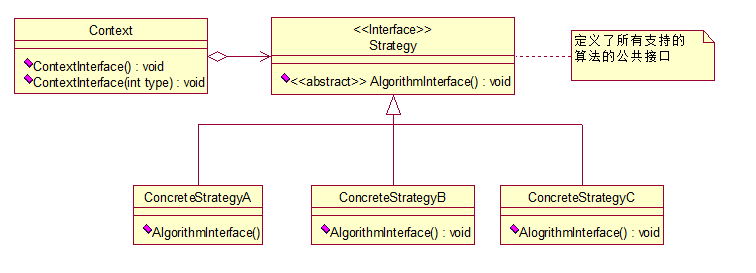 Context
ContextInterface() : void
ContextInterface(int type) : void
<<Interface>>
Strategy
<<abstract>> AlgorithmInterface() : void
定义了所有支持的
算法的公共接口
ConcreteStrategyA
AlgorithmInterface()
ConcreteStrategyB
AlgorithmInterface() : void
ConcreteStrategyC
AlogrithmInterface() : void